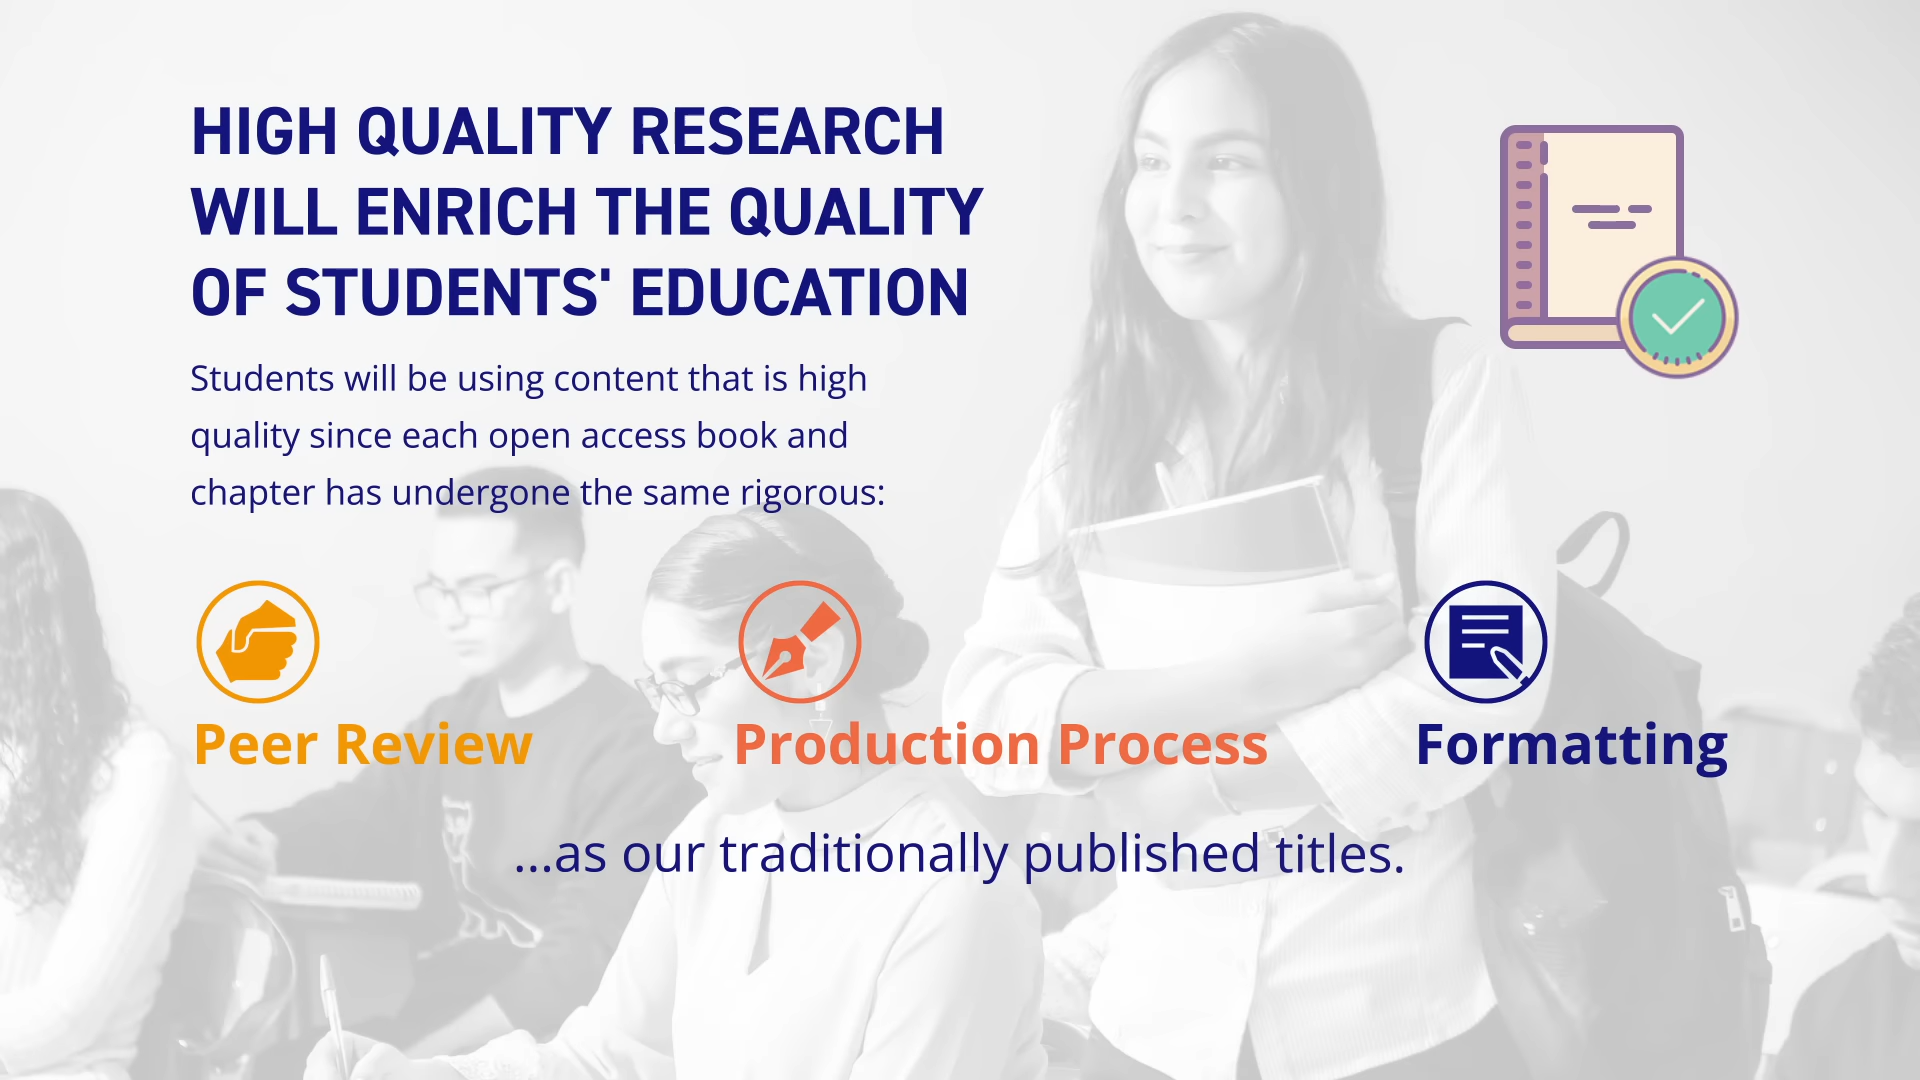 HIGH QUALITY RESEARCH
WILL ENRICH THE QUALITY
OF STUDENTS' EDUCATION
Students will be using content that is high
quality since each open access book and
chapter has undergone the same rigorous:
Peer Review
Production Process
Formatting
...as our traditionally published titles.